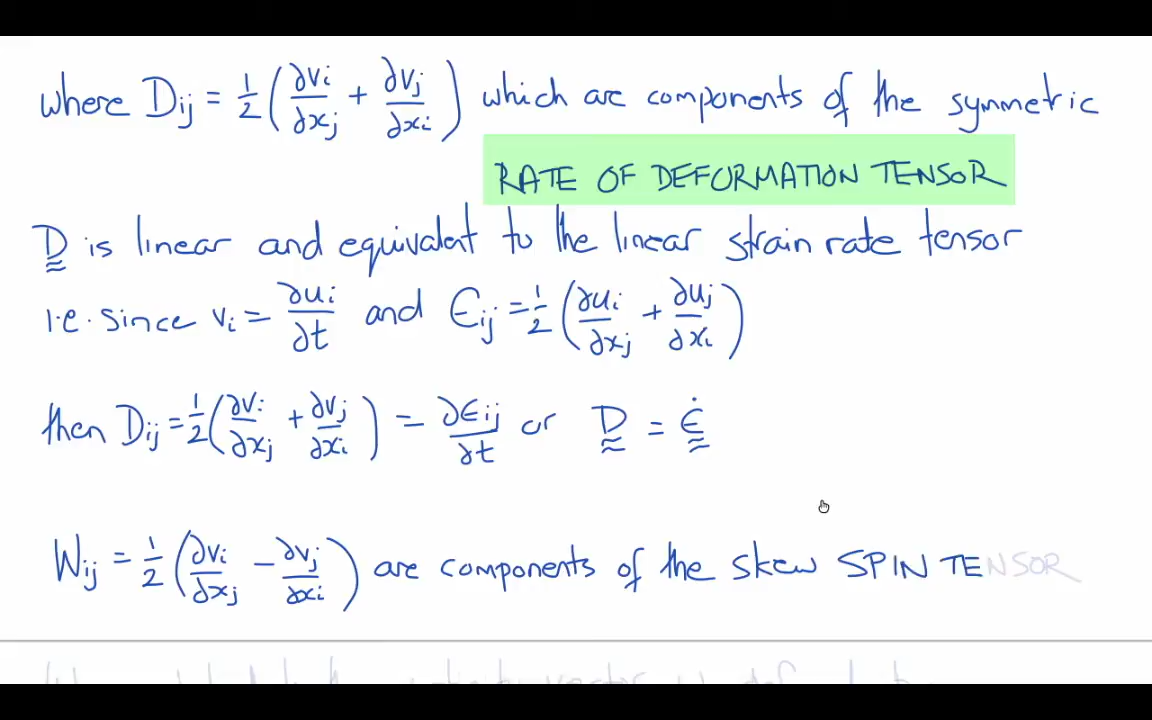 where Dij = 1/2 (∂vi/∂xj + ∂vj/∂xi) which are components of the symmetric
RATE OF DEFORMATION TENSOR
D is linear and equivalent to the linear strain rate tensor
i.e. since vi = ∂ui/∂t and ϵij = 1/2 (∂ui/∂xj + ∂uj/∂xi)
then Dij = 1/2 (∂vi/∂xj + ∂vj/∂xi) = ∂ϵij/∂t or D = ϵ̇
Wij = 1/2 (∂vi/∂xj − ∂vj/∂xi) are components of the skew SPIN TENSOR